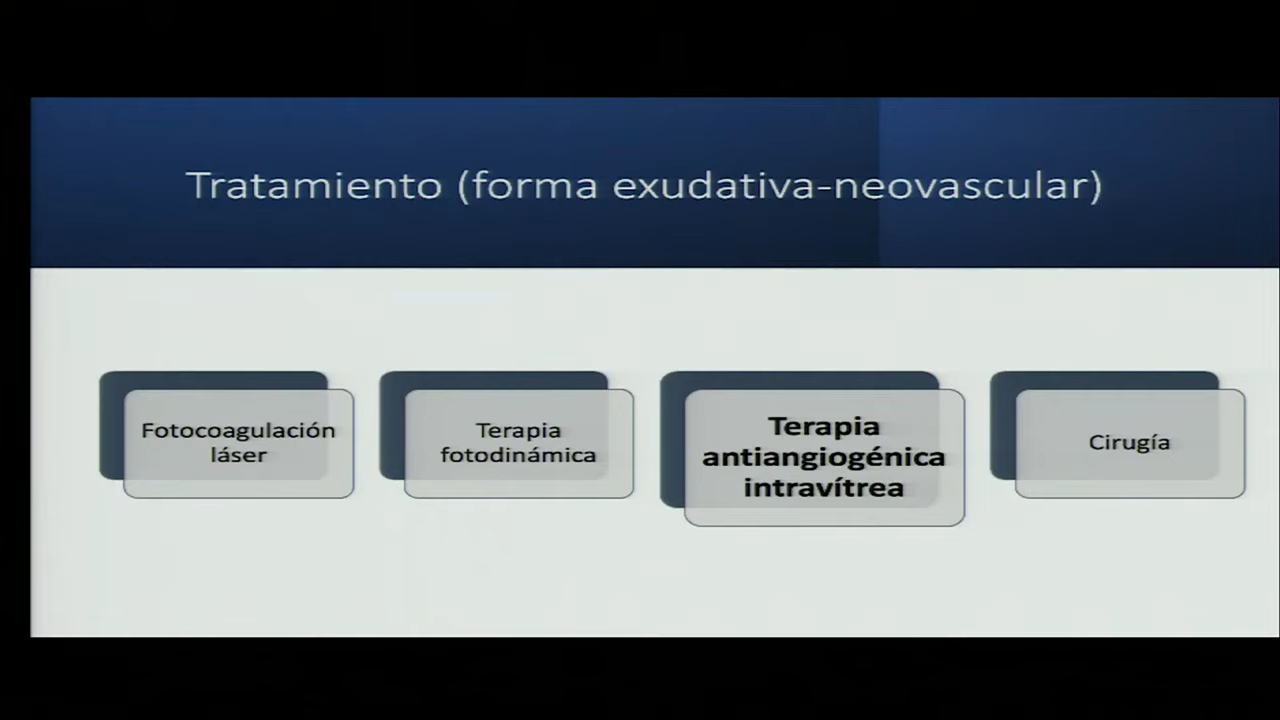 Tratamiento (forma exudativa-neovascular)
Fotocoagulación
láser
Terapia
fotodinámica
Terapia
antiangiogénica
intravítrea
Cirugía